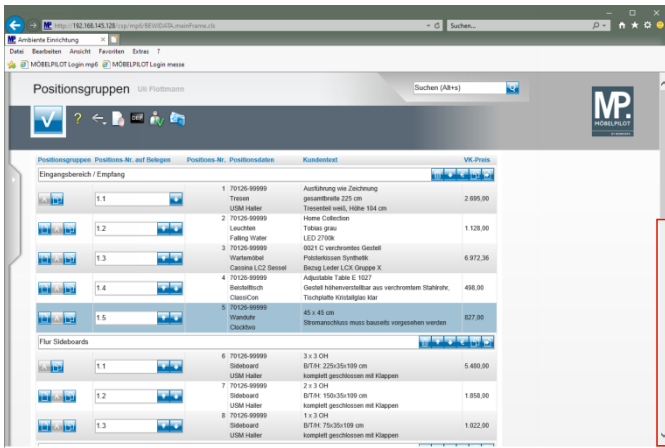 http://192.168.145.128/csp/mp6/BEWIDATA.mainFrame.cls
Suchen...
Ambiente Einrichtung
Datei Bearbeiten Ansicht Favoriten Extras ?
MÖBELPILOT Login mp6 MÖBELPILOT Login messe
Positionsgruppen Uli Flottmann
Suchen (Alt+s)
MP.
MÖBELPILOT
?
DEF
Positionsgruppen Positions-Nr. auf Belegen Positions-Nr. Positionsdaten Kundentext VK-Preis
Eingangsbereich / Empfang
1 70126-99999 Ausführung wie Zeichnung
1.1 Tresen gesamtbreite 225 cm 2.695,00
USM Haller Tresenteil weiß, Höhe 104 cm
2 70126-99999 Home Collection
1.2 Leuchten Tobias grau 1.128,00
Falling Water LED 2700k
3 70126-99999 0021 C verchromtes Gestell
1.3 Wartemöbel Polsterkissen Synthetik 6.972,36
Cassina LC2 Sessel Bezug Leder LCX Gruppe X
4 70126-99999 Adjustable Table E 1027
1.4 Beistelltisch Gestell höhenverstellbar aus verchromtem Stahlrohr, 498,00
ClassiCon Tischplatte Kristallglas klar
5 70126-99999 45 x 45 cm
1.5 Wanduhr Stromanschluss muss bauseits vorgesehen werden 827,00
Clocktwo
Flur Sideboards
6 70126-99999 3 x 3 OH
1.1 Sideboard B/T/H: 225x35x109 cm 5.480,00
USM Haller komplett geschlossen mit Klappen
7 70126-99999 2 x 3 OH
1.2 Sideboard B/T/H: 150x35x109 cm 1.858,00
USM Haller komplett geschlossen mit Klappen
8 70126-99999 1 x 3 OH
1.3 Sideboard B/T/H: 75x35x109 cm 1.022,00
USM Haller komplett geschlossen mit Klappen